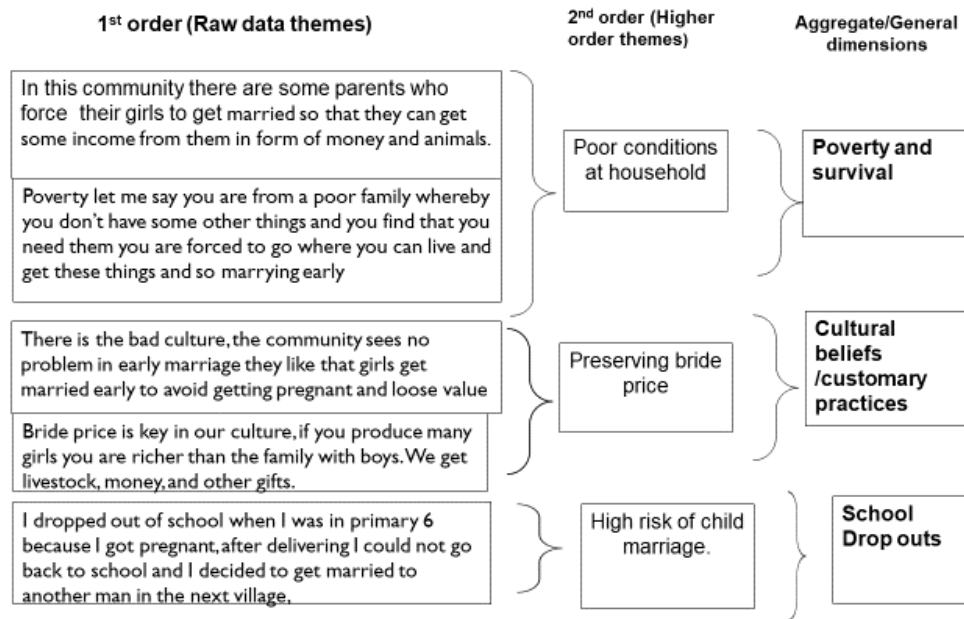 1st order (Raw data themes)
2nd order (Higher
order themes)
Aggregate/General
dimensions
In this community there are some parents who
force their girls to get married so that they can get
some income from them in form of money and animals.
Poverty let me say you are from a poor family whereby
you don't have some other things and you find that you
need them you are forced to go where you can live and
get these things and so marrying early
Poor conditions
at household
Poverty and
survival
There is the bad culture, the community sees no
problem in early marriage they like that girls get
married early to avoid getting pregnant and loose value
Bride price is key in our culture, if you produce many
girls you are richer than the family with boys. We get
livestock, money, and other gifts.
Preserving bride
price
Cultural
beliefs
/customary
practices
I dropped out of school when I was in primary 6
because I got pregnant, after delivering I could not go
back to school and I decided to get married to
another man in the next village,
High risk of child
marriage.
School
Drop outs